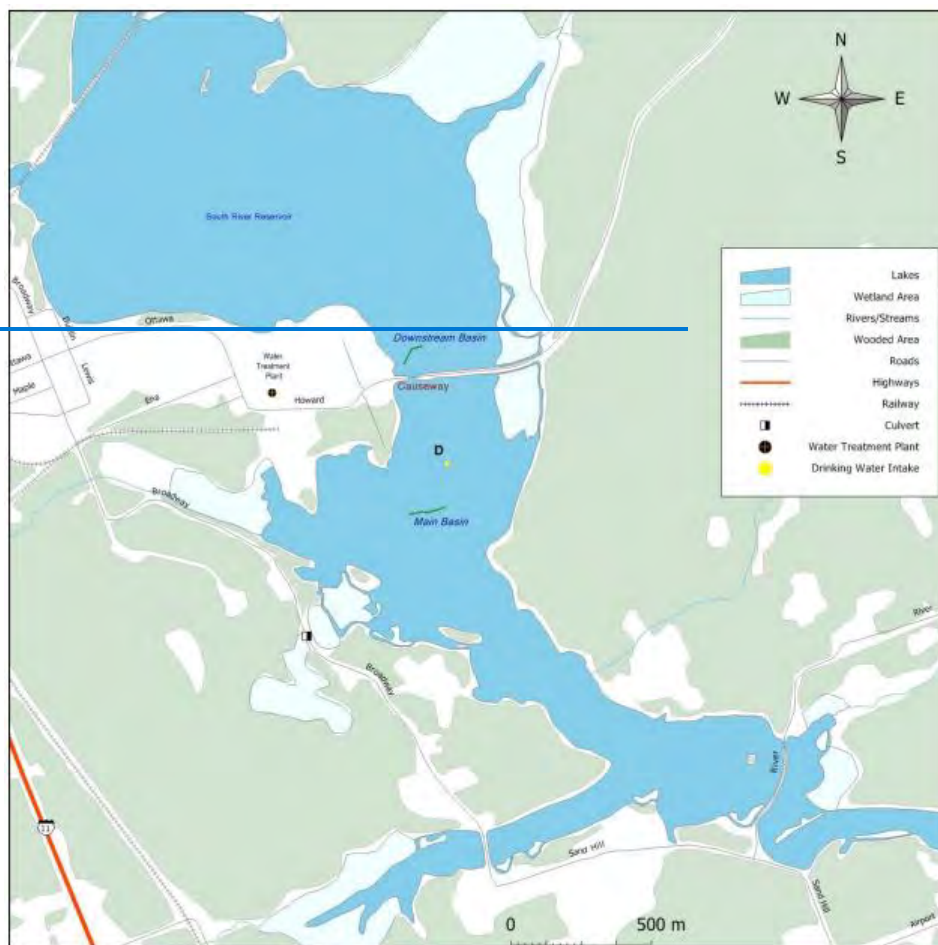 N
W
E
S
South River Reservoir
Broadway
Ottawa
Lewis
Maple
Ena
Water
Treatment
Plant
Howard
Downstream Basin
Causeway
D
Main Basin
Broadway
Broadway
Lakes
Wetland Area
Rivers/Streams
Wooded Area
Roads
Highways
Railway
Culvert
Water Treatment Plant
Drinking Water Intake
River
River
11
Sand Hill
Sand Hill
Airport
0
500 m